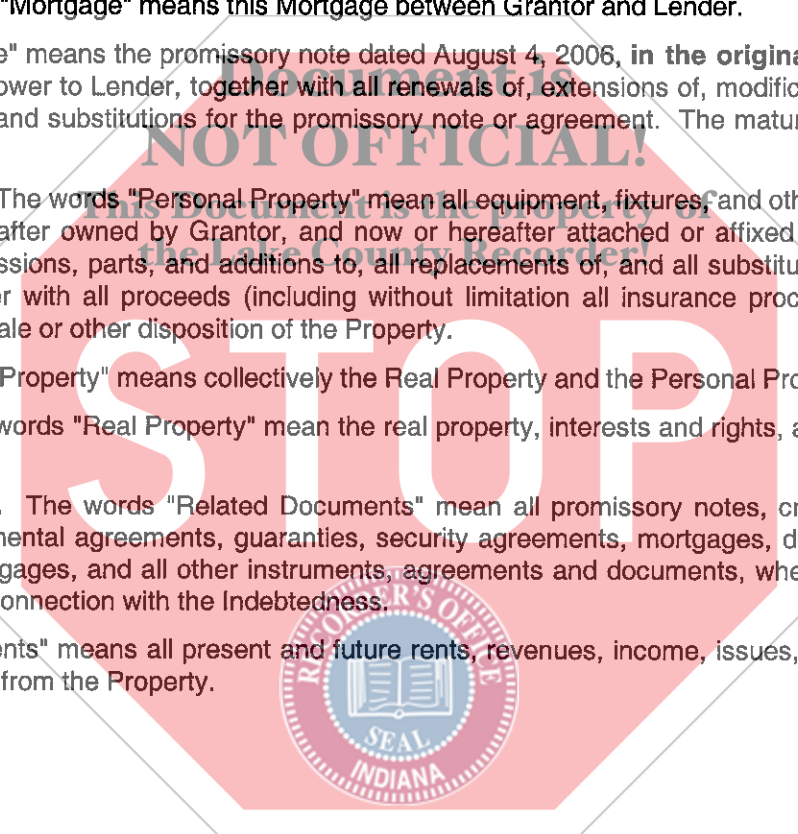 "Mortgage" means this Mortgage between Grantor and Lender.
e" means the promissory note dated August 4, 2006, in the origina
Document is
ower to Lender, together with all renewals of, extensions of, modific
and substitutions for the promissory note or agreement. The matur
NOT OFFICIAL!
The words "Personal Property" mean all equipment, fixtures, and oth
This Document is the property of
after owned by Grantor, and now or hereafter attached or affixed
the Lake County Recorder!
ssions, parts, and additions to, all replacements of, and all substitu
r with all proceeds (including without limitation all insurance proc
ale or other disposition of the Property.
Property" means collectively the Real Property and the Personal Pro
STOP
words "Real Property" mean the real property, interests and rights, a
. The words "Related Documents" mean all promissory notes, cr
nental agreements, guaranties, security agreements, mortgages, d
gages, and all other instruments, agreements and documents, whe
onnection with the Indebtedness.
ents" means all present and future rents, revenues, income, issues,
from the Property.
RECORDER'S OFFICE
SEAL
INDIANA